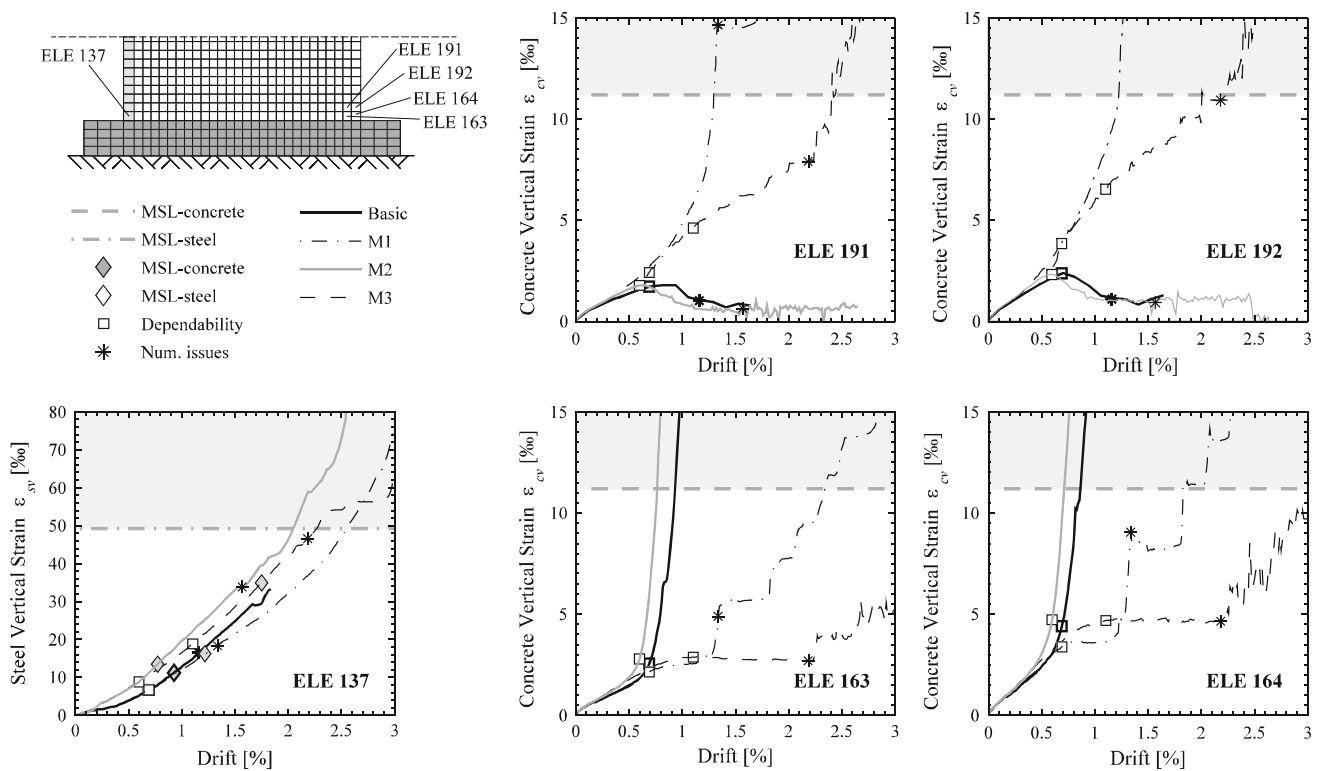 ELE 137
ELE 191
ELE 192
ELE 164
ELE 163
MSL-concrete
MSL-steel
MSL-concrete
MSL-steel
Dependability
Num. issues
Basic
M1
M2
M3
Concrete Vertical Strain ε cv [‰]
15
10
5
0
0 0.5 1 1.5 2 2.5 3
Drift [%]
ELE 191
Concrete Vertical Strain ε cv [‰]
15
10
5
0
0 0.5 1 1.5 2 2.5 3
Drift [%]
ELE 192
Steel Vertical Strain ε sv [‰]
80
70
60
50
40
30
20
10
0
0 0.5 1 1.5 2 2.5 3
Drift [%]
ELE 137
Concrete Vertical Strain ε cv [‰]
15
10
5
0
0 0.5 1 1.5 2 2.5 3
Drift [%]
ELE 163
Concrete Vertical Strain ε cv [‰]
15
10
5
0
0 0.5 1 1.5 2 2.5 3
Drift [%]
ELE 164